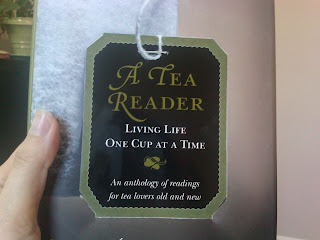 A TEA
READER
LIVING LIFE
ONE CUP AT A TIME
An anthology of readings
for tea lovers old and new